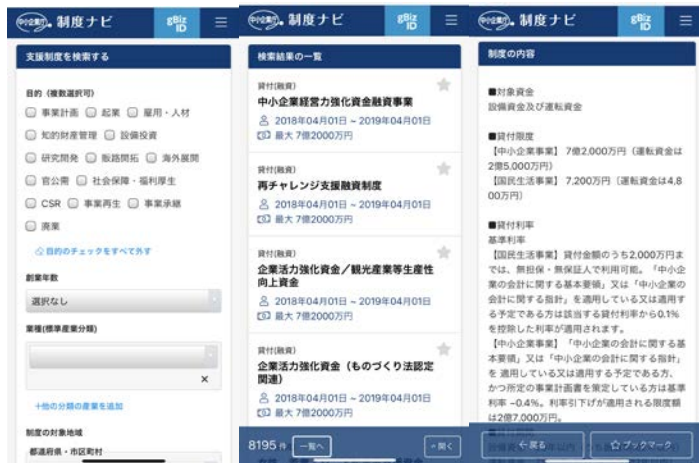 中小企業庁. 制度ナビ
gBiz
ID
支援制度を検索する
目的（複数選択可）
事業計画 起業 雇用・人材
知的財産管理 設備投資
研究開発 販路開拓 海外展開
官公需 社会保障・福利厚生
CSR 事業再生 事業承継
廃業
目的のチェックをすべて外す
創業年数
選択なし
業種(標準産業分類)
×
+他の分類の産業を追加
制度の対象地域
都道府県・市区町村
中小企業庁. 制度ナビ
gBiz
ID
検索結果の一覧
貸付(融資)
中小企業経営力強化資金融資事業
2018年04月01日 ~ 2019年04月01日
最大 7億2000万円
貸付(融資)
再チャレンジ支援融資制度
2018年04月01日 ~ 2019年04月01日
最大 7億2000万円
貸付(融資)
企業活力強化資金／観光産業等生産性
向上資金
2018年04月01日 ~ 2019年04月01日
最大 7億2000万円
貸付(融資)
企業活力強化資金（ものづくり法認定
関連）
2018年04月01日 ~ 2019年04月01日
最大 7億2000万円
8195 件 一覧へ 開く
中小企業庁. 制度ナビ
gBiz
ID
制度の内容
■対象資金
設備資金及び運転資金
■貸付限度
【中小企業事業】 7億2,000万円（運転資金は
2億5,000万円）
【国民生活事業】 7,200万円（運転資金は4,8
00万円）
■貸付利率
基準利率
【国民生活事業】貸付金額のうち2,000万円ま
では、無担保・無保証人で利用可能。「中小企
業の会計に関する基本要領」又は「中小企業の
会計に関する指針」を適用している又は適用す
る予定である方は該当する貸付利率から0.1%
を控除した利率が適用されます。
【中小企業事業】「中小企業の会計に関する基
本要領」又は「中小企業の会計に関する指針」
を 適用している又は適用する予定である方、
かつ所定の事業計画書を策定している方は基準
利率 −0.4%。利率引下げが適用される限度額
は2億7,000万円。
戻る ブックマーク